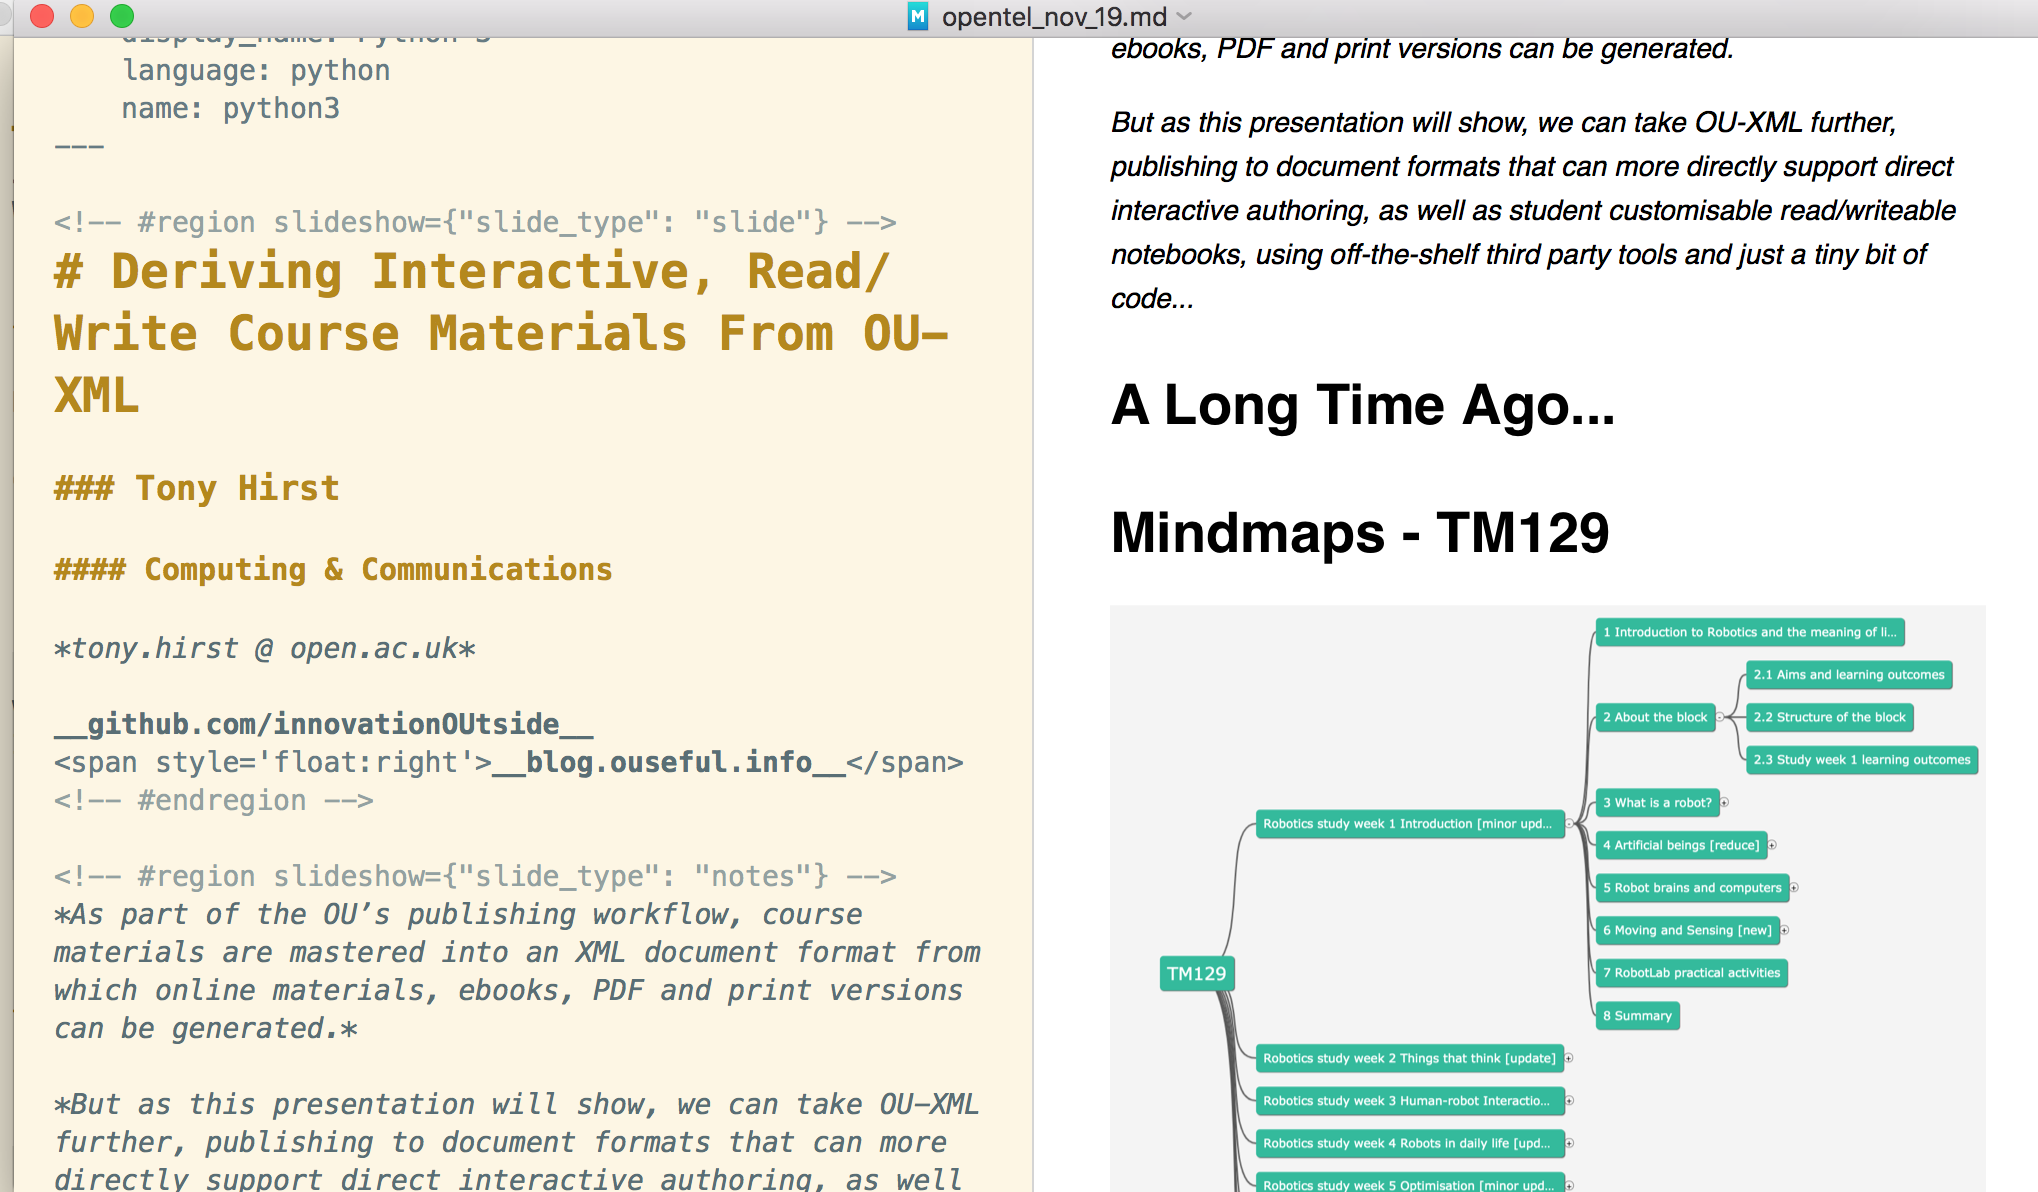 opentel_nov_19.md
display_name: Python 3
language: python
name: python3
---
<!-- #region slideshow={"slide_type": "slide"} -->
# Deriving Interactive, Read/
Write Course Materials From OU-
XML
### Tony Hirst
#### Computing & Communications
*tony.hirst @ open.ac.uk*
__github.com/innovationOUtside__
<span style='float:right'>__blog.ouseful.info__</span>
<!-- #endregion -->
<!-- #region slideshow={"slide_type": "notes"} -->
*As part of the OU’s publishing workflow, course
materials are mastered into an XML document format from
which online materials, ebooks, PDF and print versions
can be generated.*
*But as this presentation will show, we can take OU-XML
further, publishing to document formats that can more
directly support direct interactive authoring, as well
ebooks, PDF and print versions can be generated.
But as this presentation will show, we can take OU-XML further,
publishing to document formats that can more directly support direct
interactive authoring, as well as student customisable read/writeable
notebooks, using off-the-shelf third party tools and just a tiny bit of
code...
A Long Time Ago...
Mindmaps - TM129
TM129
Robotics study week 1 Introduction [minor upd...
1 Introduction to Robotics and the meaning of li...
2 About the block
2.1 Aims and learning outcomes
2.2 Structure of the block
2.3 Study week 1 learning outcomes
3 What is a robot?
4 Artificial beings [reduce]
5 Robot brains and computers
6 Moving and Sensing [new]
7 RobotLab practical activities
8 Summary
Robotics study week 2 Things that think [update]
Robotics study week 3 Human-robot Interactio...
Robotics study week 4 Robots in daily life [upd...
Robotics study week 5 Optimisation [minor upd...